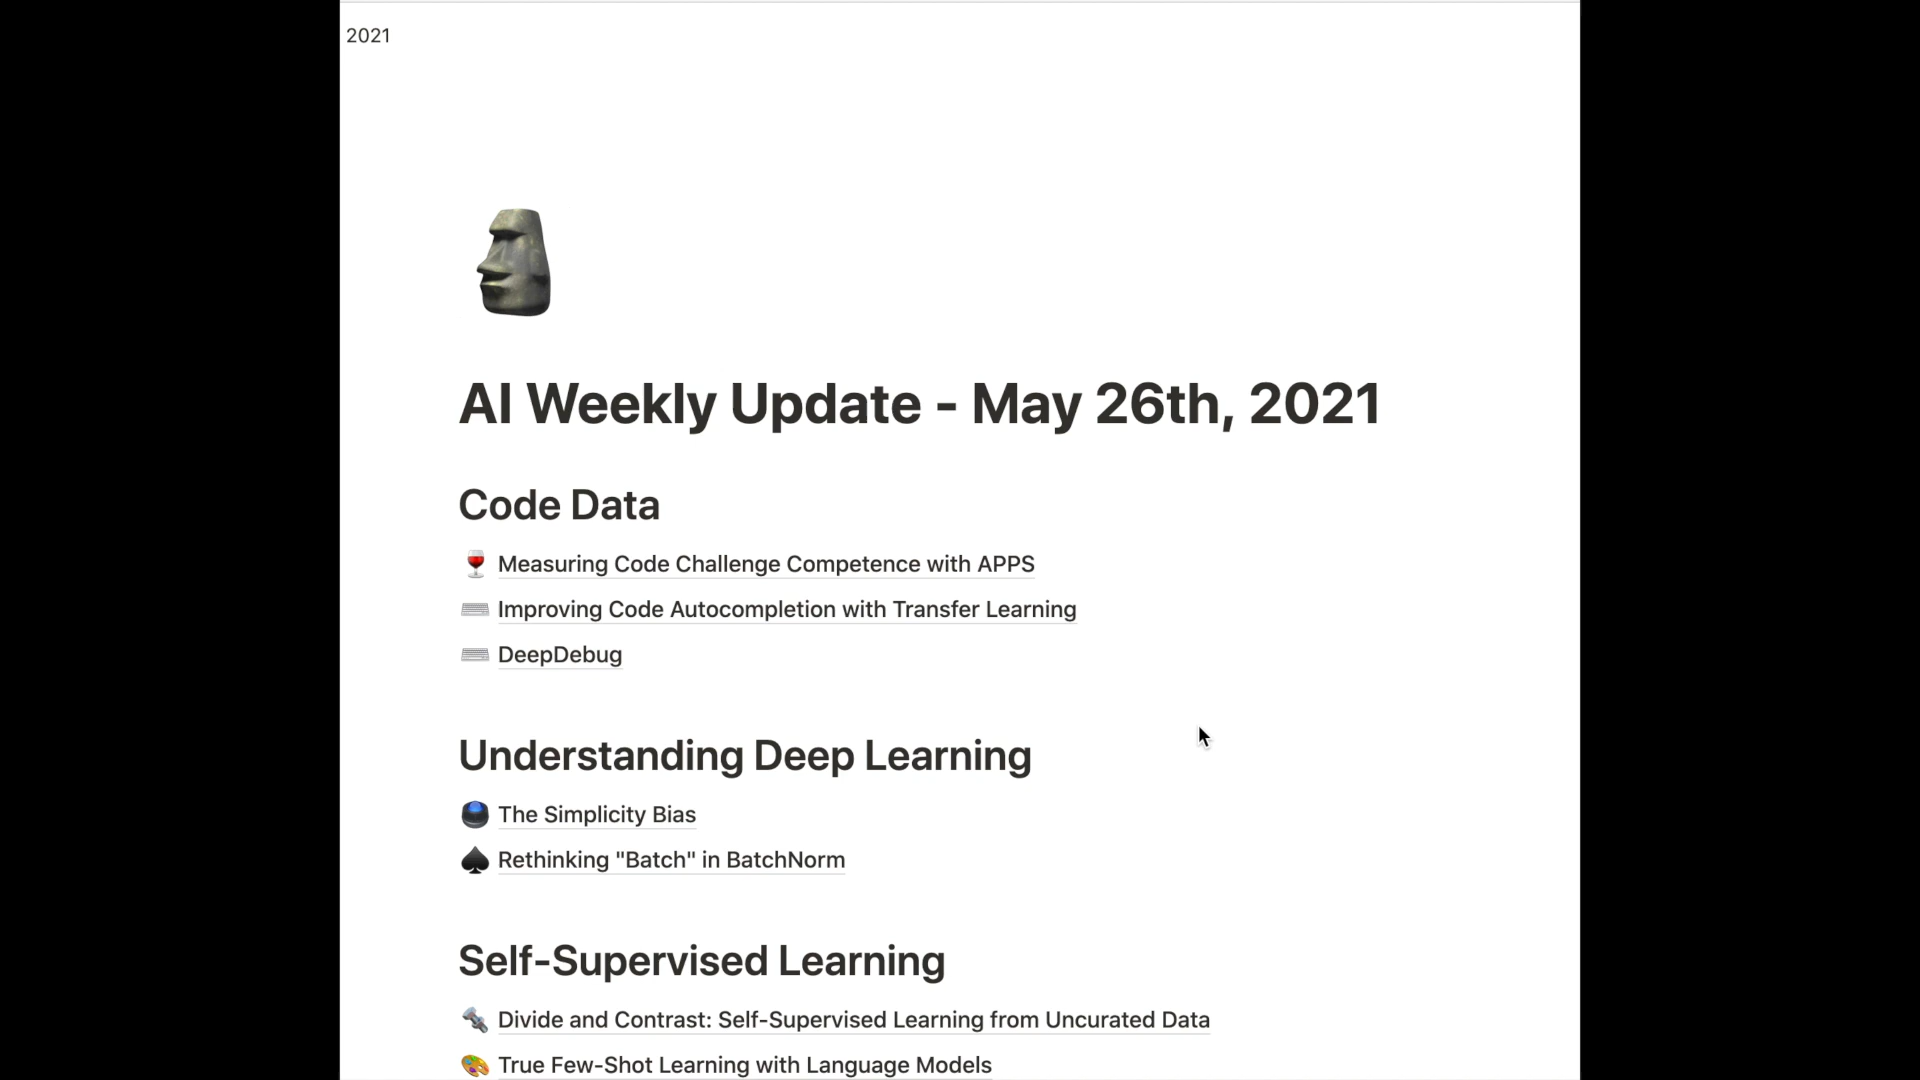 2021
AI Weekly Update - May 26th, 2021
Code Data
Measuring Code Challenge Competence with APPS
Improving Code Autocompletion with Transfer Learning
DeepDebug
Understanding Deep Learning
The Simplicity Bias
Rethinking "Batch" in BatchNorm
Self-Supervised Learning
Divide and Contrast: Self-Supervised Learning from Uncurated Data
True Few-Shot Learning with Language Models